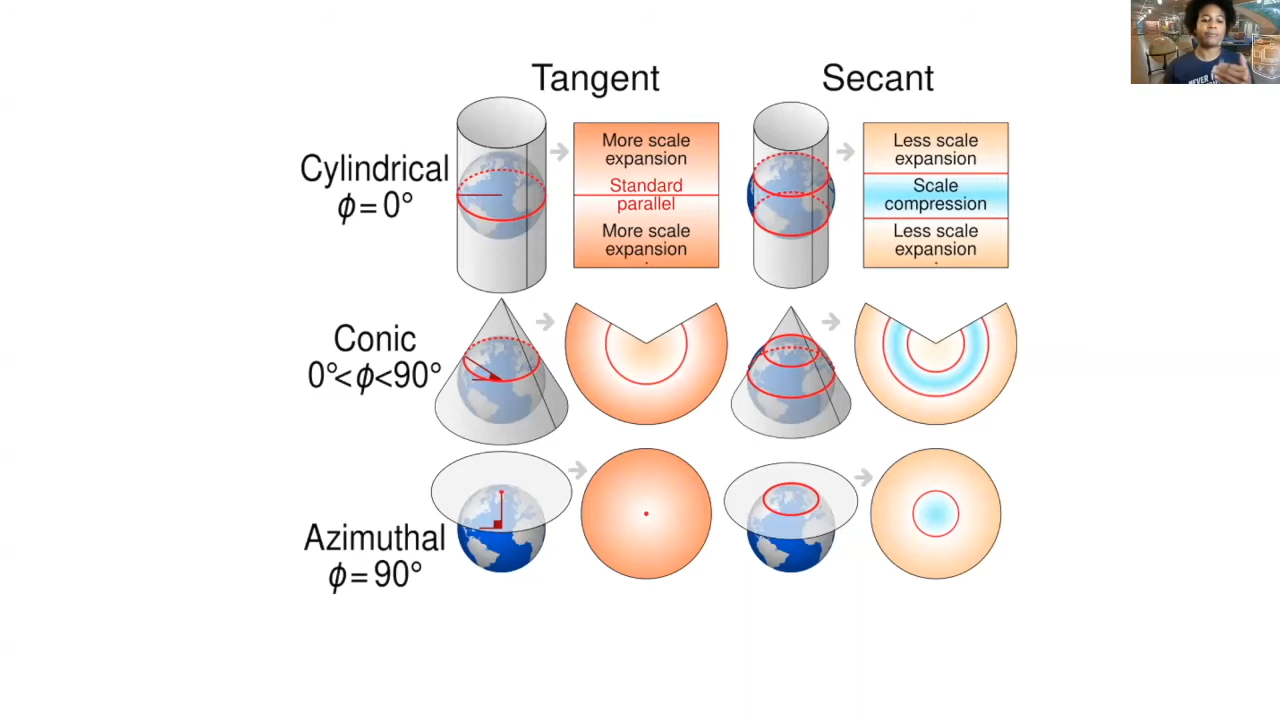 Tangent
Secant
Cylindrical
ϕ = 0°
More scale
expansion
Standard
parallel
More scale
expansion
Less scale
expansion
Scale
compression
Less scale
expansion
Conic
0°<ϕ<90°
Azimuthal
ϕ = 90°
NEVER